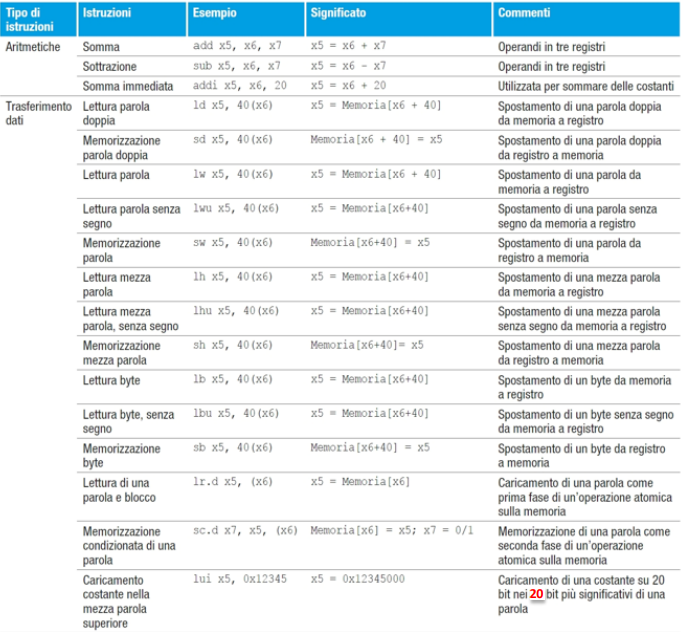 Tipo di istruzioni Istruzioni Esempio Significato Commenti
Aritmetiche Somma add x5, x6, x7 x5 = x6 + x7 Operandi in tre registri
Sottrazione sub x5, x6, x7 x5 = x6 - x7 Operandi in tre registri
Somma immediata addi x5, x6, 20 x5 = x6 + 20 Utilizzata per sommare delle costanti
Trasferimento dati Lettura parola doppia ld x5, 40(x6) x5 = Memoria[x6 + 40] Spostamento di una parola doppia da memoria a registro
Memorizzazione parola doppia sd x5, 40(x6) Memoria[x6 + 40] = x5 Spostamento di una parola doppia da registro a memoria
Lettura parola lw x5, 40(x6) x5 = Memoria[x6 + 40] Spostamento di una parola da memoria a registro
Lettura parola senza segno lwu x5, 40(x6) x5 = Memoria[x6+40] Spostamento di una parola senza segno da memoria a registro
Memorizzazione parola sw x5, 40(x6) Memoria[x6+40] = x5 Spostamento di una parola da registro a memoria
Lettura mezza parola lh x5, 40(x6) x5 = Memoria[x6+40] Spostamento di una mezza parola da memoria a registro
Lettura mezza parola, senza segno lhu x5, 40(x6) x5 = Memoria[x6+40] Spostamento di una mezza parola senza segno da memoria a registro
Memorizzazione mezza parola sh x5, 40(x6) Memoria[x6+40]= x5 Spostamento di una mezza parola da registro a memoria
Lettura byte lb x5, 40(x6) x5 = Memoria[x6+40] Spostamento di un byte da memoria a registro
Lettura byte, senza segno lbu x5, 40(x6) x5 = Memoria[x6+40] Spostamento di un byte senza segno da memoria a registro
Memorizzazione byte sb x5, 40(x6) Memoria[x6+40] = x5 Spostamento di un byte da registro a memoria
Lettura di una parola e blocco lr.d x5, (x6) x5 = Memoria[x6] Caricamento di una parola come prima fase di un'operazione atomica sulla memoria
Memorizzazione condizionata di una parola sc.d x7, x5, (x6) Memoria[x6] = x5; x7 = 0/1 Memorizzazione di una parola come seconda fase di un'operazione atomica sulla memoria
Caricamento costante nella mezza parola superiore lui x5, 0x12345 x5 = 0x12345000 Caricamento di una costante su 20 bit nei 20 bit più significativi di una parola